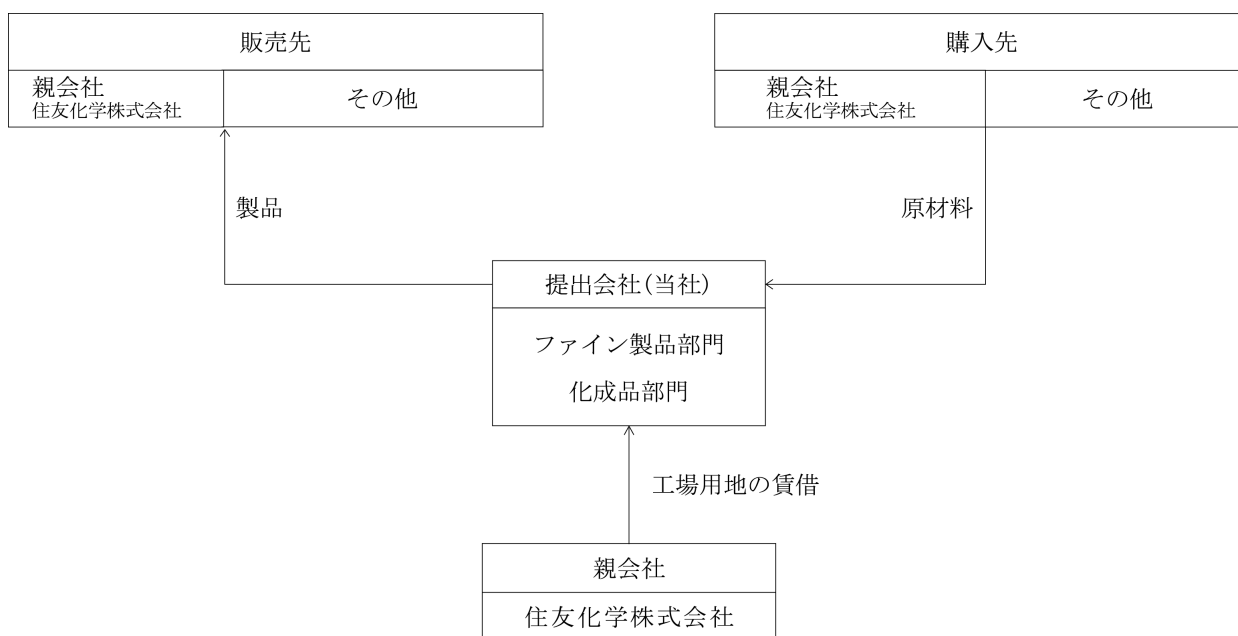 販売先
親会社
住友化学株式会社
その他
購入先
親会社
住友化学株式会社
その他
製品
原材料
提出会社(当社)
ファイン製品部門
化成品部門
工場用地の賃借
親会社
住友化学株式会社